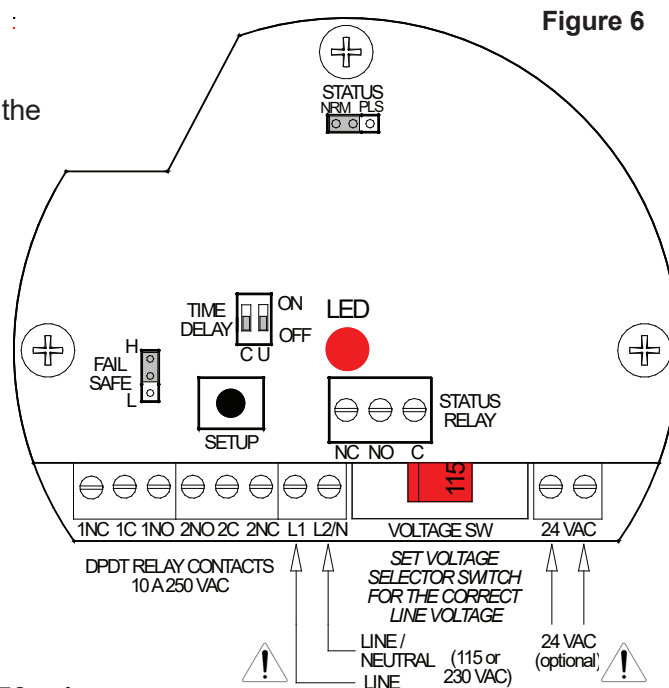 :
Figure 6
the
STATUS
NRM PLS
TIME
DELAY
ON
OFF
C U
LED
H
FAIL
SAFE
L
SETUP
STATUS
RELAY
NC NO C
115
1NC 1C 1NO 2NO 2C 2NC L1 L2/N VOLTAGE SW 24 VAC
DPDT RELAY CONTACTS
10 A 250 VAC
SET VOLTAGE
SELECTOR SWITCH
FOR THE CORRECT
LINE VOLTAGE
LINE /
NEUTRAL
(115 or
230 VAC)
LINE
24 VAC
(optional)
!
!